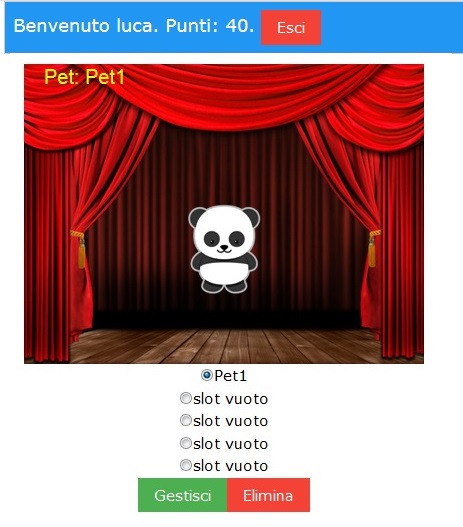 Benvenuto luca. Punti: 40. Esci
Pet: Pet1
Pet1
slot vuoto
slot vuoto
slot vuoto
slot vuoto
Gestisci Elimina